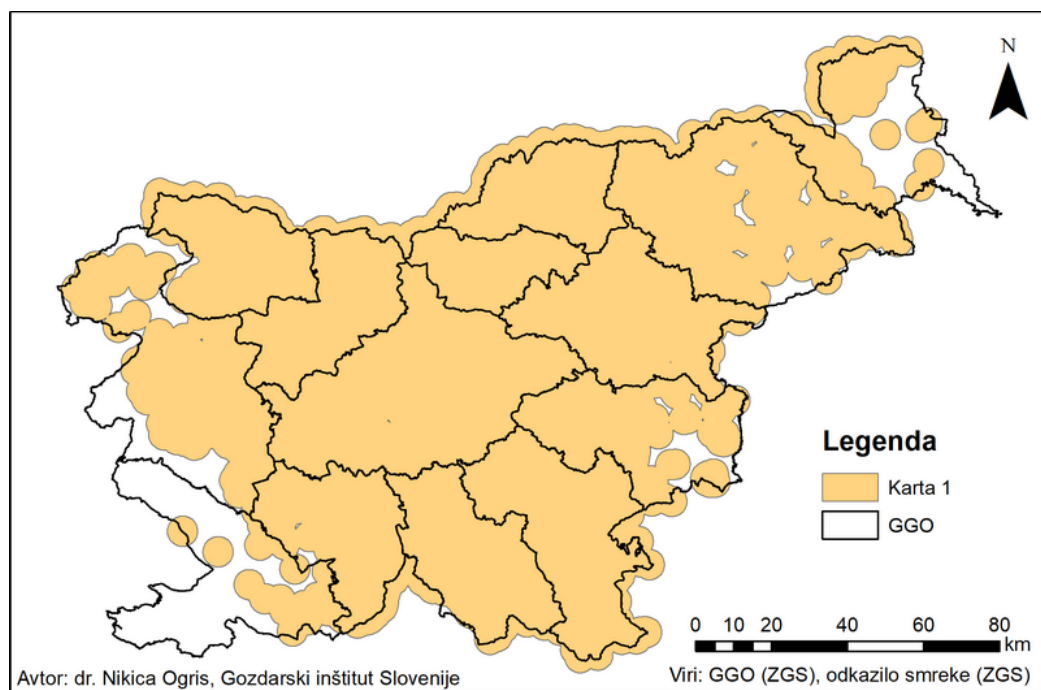 N
Legenda
Karta 1
GGO
0 10 20 40 60 80
km
Avtor: dr. Nikica Ogris, Gozdarski inštitut Slovenije
Viri: GGO (ZGS), odkazilo smreke (ZGS)